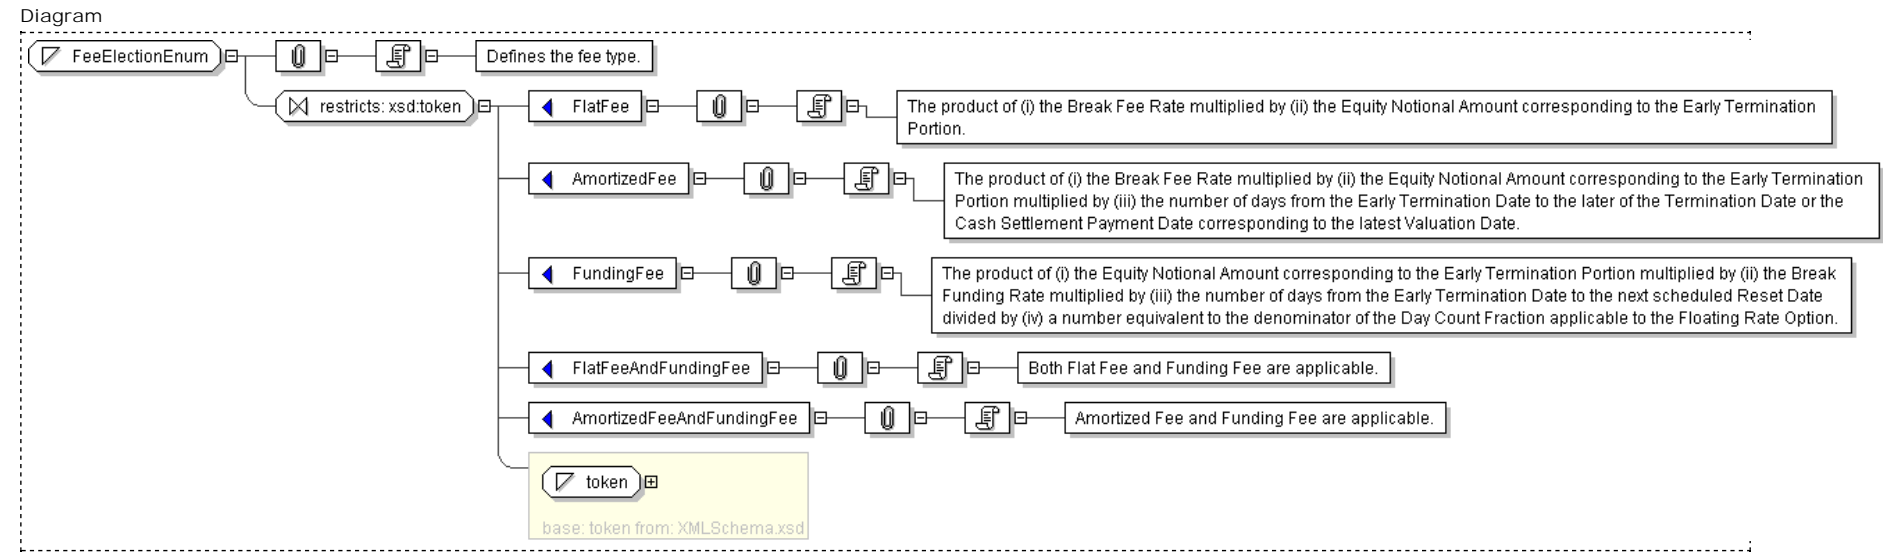 Diagram
FeeElectionEnum
Defines the fee type.
restricts: xsd:token
FlatFee
The product of (i) the Break Fee Rate multiplied by (ii) the Equity Notional Amount corresponding to the Early Termination
Portion.
AmortizedFee
The product of (i) the Break Fee Rate multiplied by (ii) the Equity Notional Amount corresponding to the Early Termination
Portion multiplied by (iii) the number of days from the Early Termination Date to the later of the Termination Date or the
Cash Settlement Payment Date corresponding to the latest Valuation Date.
FundingFee
The product of (i) the Equity Notional Amount corresponding to the Early Termination Portion multiplied by (ii) the Break
Funding Rate multiplied by (iii) the number of days from the Early Termination Date to the next scheduled Reset Date
divided by (iv) a number equivalent to the denominator of the Day Count Fraction applicable to the Floating Rate Option.
FlatFeeAndFundingFee
Both Flat Fee and Funding Fee are applicable.
AmortizedFeeAndFundingFee
Amortized Fee and Funding Fee are applicable.
token
base: token from: XMLSchema.xsd